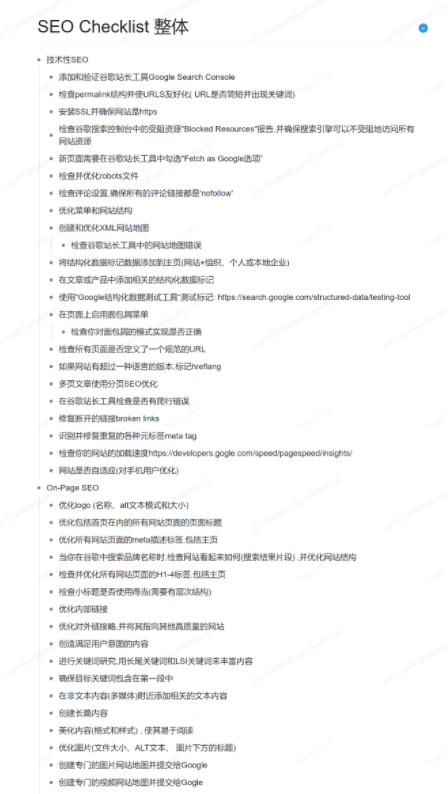 SEO Checklist 整体
技术性SEO
添加和验证谷歌站长工具Google Search Console
检查permalink结构并使URLS友好化( URL是否简短并出现关键词)
安装SSL并确保网站是https
检查谷歌搜索控制台中的受阻资源"Blocked Resources"报告,并确保搜索引擎可以不受阻地访问所有
网站资源
新页面需要在谷歌站长工具中勾选"Fetch as Google选项"
检查并优化robots文件
检查评论设置,确保所有的评论链接都是'nofollow'
优化菜单和网站结构
创建和优化XML网站地图
检查谷歌站长工具中的网站地图错误
将结构化数据标记数据添加到主页(网站+组织、个人或本地企业)
在文章或产品中添加相关的结构化数据标记
使用"Google结构化数据测试工具"测试标记: https://search.google.com/structured-data/testing-tool
在页面上启用面包屑菜单
检查你对面包屑的模式实现是否正确
检查所有页面是否定义了一个规范的URL
如果网站有超过一种语言的版本,标记hreflang
多页文章使用分页SEO优化
在谷歌站长工具检查是否有爬行错误
修复断开的链接broken links
识别并修复重复的各种元标签meta tag
检查你的网站的加载速度https://developers.gogle.com/speed/pagespeed/insights/
网站是否自适应(对手机用户优化)
On-Page SEO
优化logo (名称、alt文本模式和大小)
优化包括首页在内的所有网站页面的页面标题
优化所有网站页面的meta描述标签,包括主页
当你在谷歌中搜索品牌名称时,检查网站看起来如何(搜索结果片段) ,并优化网站结构
检查并优化所有网站页面的H1-4标签,包括主页
检查小标题是否使用得当(需要有层次结构)
优化内部链接
优化对外链接略,并将其指向其他高质量的网站
创造满足用户意图的内容
进行关键词研究,用长尾关键词和LSI关键词来丰富内容
确保目标关键词包含在第一段中
在非文本内容(多媒体)附近添加相关的文本内容
创建长篇内容
美化内容(格式和样式) , 使其易于阅读
优化图片(文件大小、ALT文本、 图片下方的标题)
创建专门的图片网站地图并提交给Google
创建专门的视频网站地图并提交给Gogle